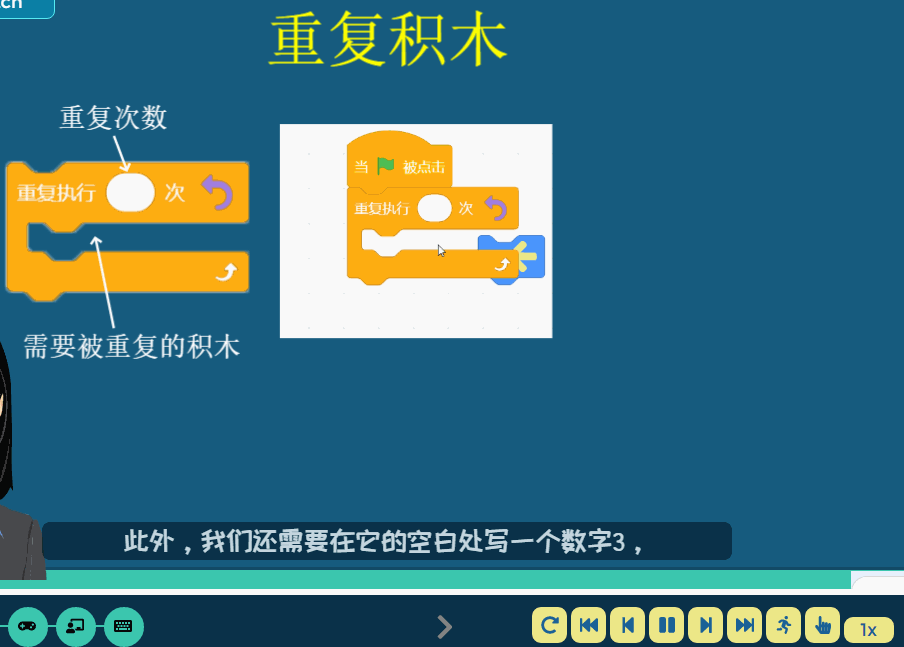 重复积木
重复次数
重复执行 次
需要被重复的积木
当 被点击
重复执行 次
此外，我们还需要在它的空白处写一个数字3，
1x